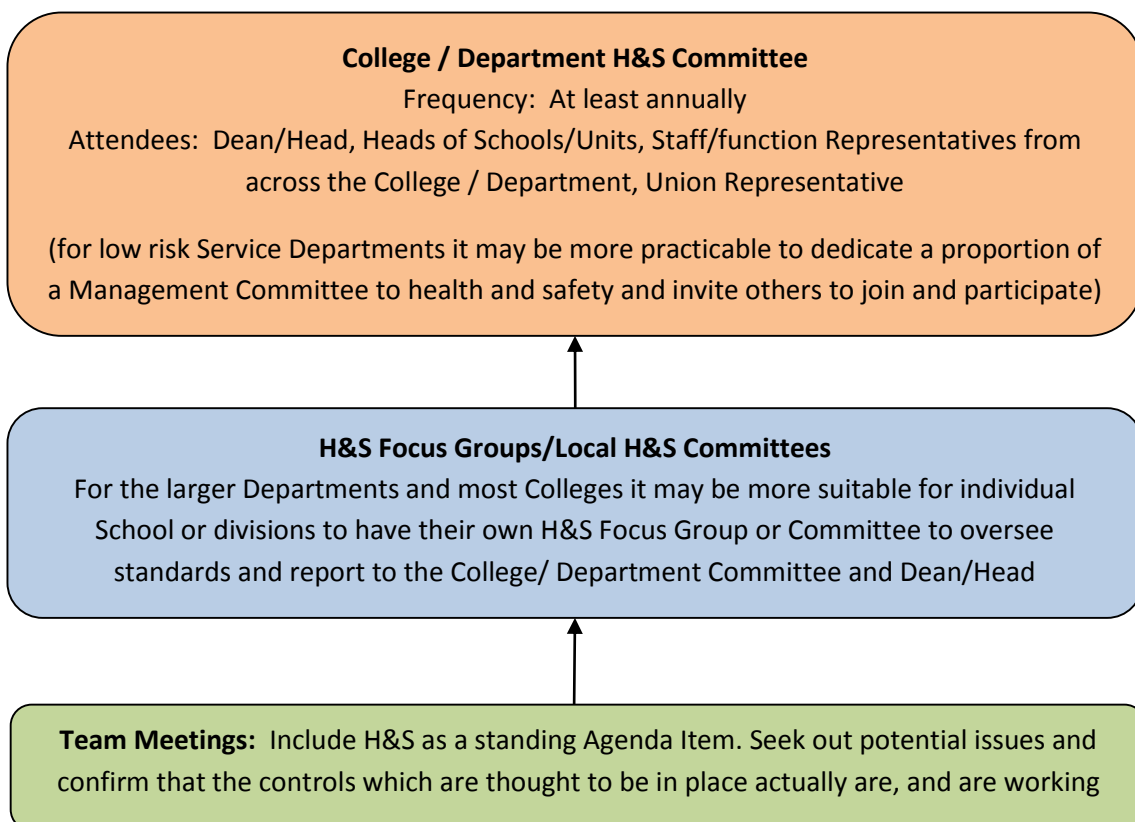 College / Department H&S Committee
Frequency: At least annually
Attendees: Dean/Head, Heads of Schools/Units, Staff/function Representatives from
across the College / Department, Union Representative
(for low risk Service Departments it may be more practicable to dedicate a proportion of
a Management Committee to health and safety and invite others to join and participate)
H&S Focus Groups/Local H&S Committees
For the larger Departments and most Colleges it may be more suitable for individual
School or divisions to have their own H&S Focus Group or Committee to oversee
standards and report to the College/ Department Committee and Dean/Head
Team Meetings: Include H&S as a standing Agenda Item. Seek out potential issues and
confirm that the controls which are thought to be in place actually are, and are working